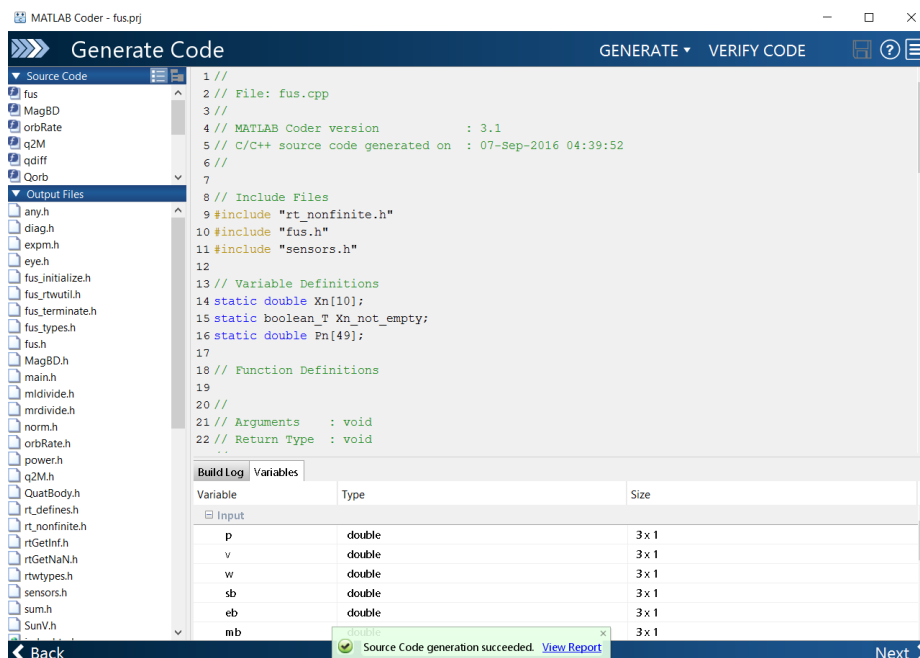 MATLAB Coder - fus.prj
Generate Code
GENERATE
VERIFY CODE
Source Code
fus
MagBD
orbRate
q2M
qdiff
Qorb
Output Files
any.h
diag.h
expm.h
eye.h
fus_initialize.h
fus_rtwutil.h
fus_terminate.h
fus_types.h
fus.h
MagBD.h
main.h
mldivide.h
mrdivide.h
norm.h
orbRate.h
power.h
q2M.h
QuatBody.h
rt_defines.h
rt_nonfinite.h
rtGetInf.h
rtGetNaN.h
rtwtypes.h
sensors.h
sum.h
SunV.h
1 //
2 // File: fus.cpp
3 //
4 // MATLAB Coder version : 3.1
5 // C/C++ source code generated on : 07-Sep-2016 04:39:52
6 //
7
8 // Include Files
9 #include "rt_nonfinite.h"
10 #include "fus.h"
11 #include "sensors.h"
12
13 // Variable Definitions
14 static double Xn[10];
15 static boolean_T Xn_not_empty;
16 static double Pn[49];
17
18 // Function Definitions
19
20 //
21 // Arguments : void
22 // Return Type : void
Build Log Variables
Variable Type Size
Input
p double 3 x 1
v double 3 x 1
w double 3 x 1
sb double 3 x 1
eb double 3 x 1
mb double 3 x 1
Source Code generation succeeded. View Report
Back
Next